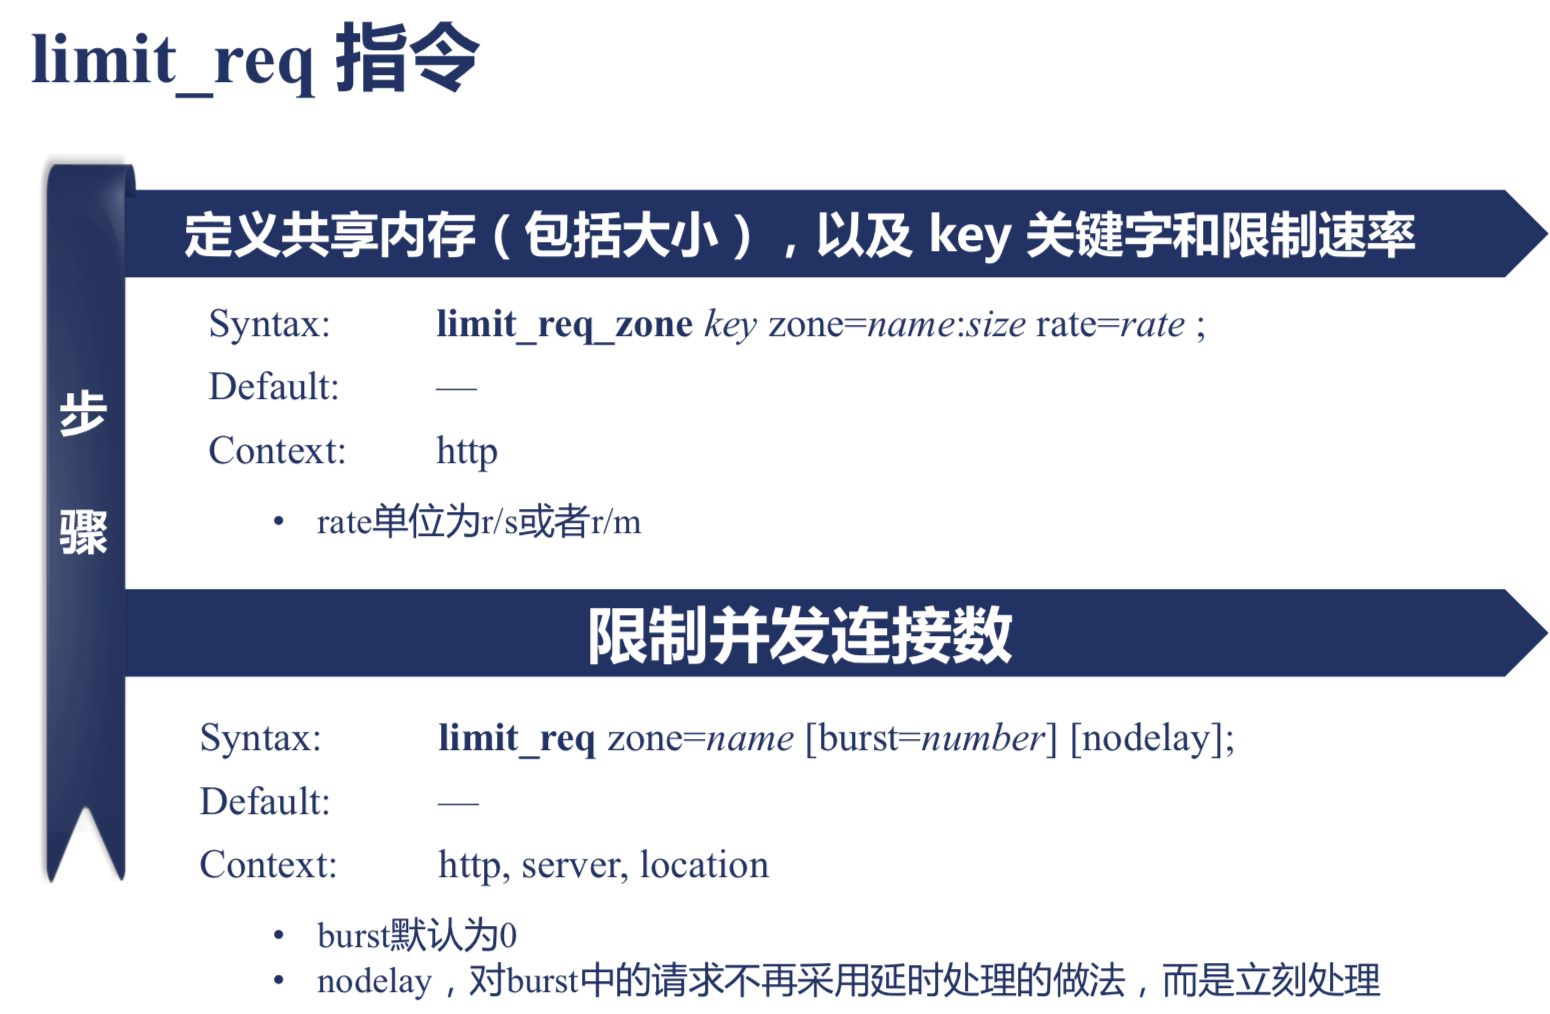 limit_req 指令
定义共享内存（包括大小），以及 key 关键字和限制速率
Syntax: limit_req_zone key zone=name:size rate=rate ;
Default: —
Context: http
• rate单位为r/s或者r/m
步
骤
限制并发连接数
Syntax: limit_req zone=name [burst=number] [nodelay];
Default: —
Context: http, server, location
• burst默认为0
• nodelay，对burst中的请求不再采用延时处理的做法，而是立刻处理